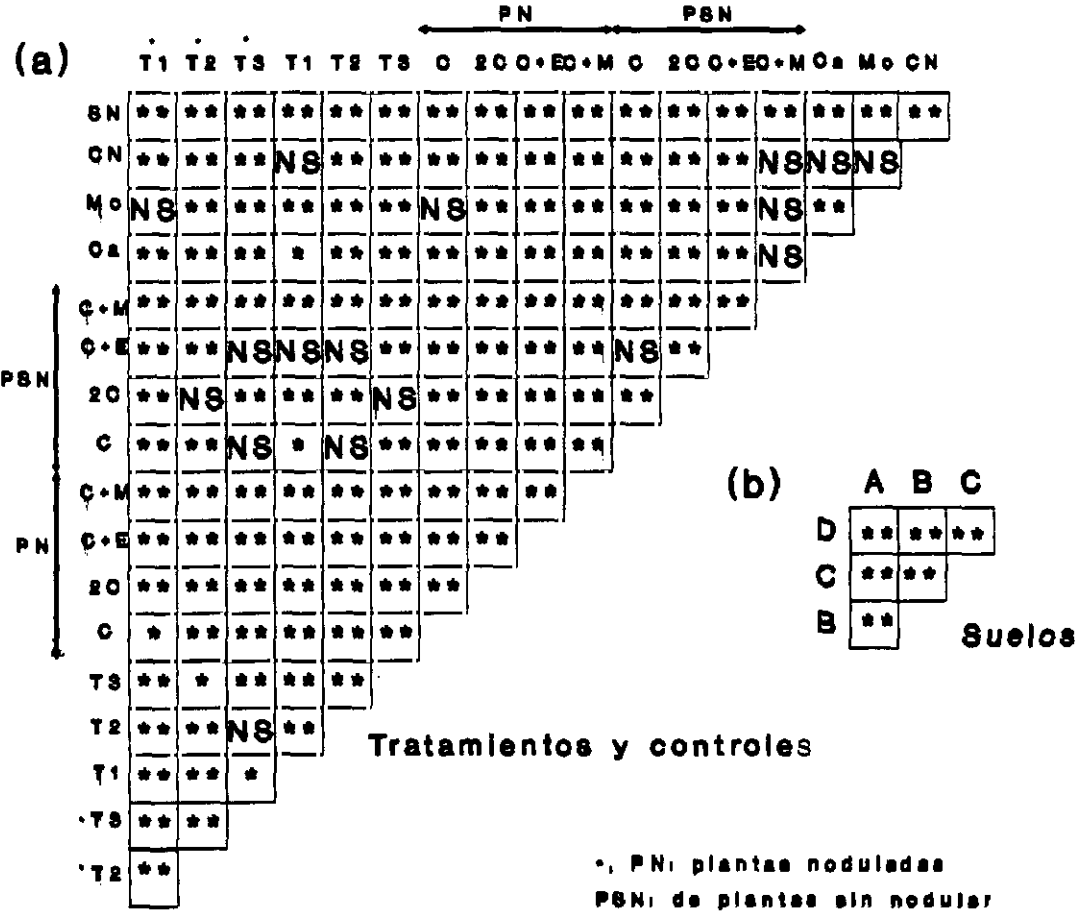 PN PSN
(a) ·T1 ·T2 ·T3 T1 T2 T3 C 2C C+E C+M C 2C C+E C+M Ca Mo CN
SN ** ** ** ** ** ** ** ** ** ** ** ** ** ** ** ** **
CN ** ** ** NS ** ** ** ** ** ** ** ** ** NS NS NS
Mo NS ** ** ** ** ** NS ** ** ** ** ** ** NS **
Ca ** ** ** * ** ** ** ** ** ** ** ** ** NS
C+M ** ** ** ** ** ** ** ** ** ** ** ** **
C+E ** ** NS NS NS ** ** ** ** ** NS **
PSN
2C ** NS ** ** ** NS ** ** ** ** **
C ** ** NS * NS ** ** ** ** **
C+M ** ** ** ** ** ** ** ** **
PN C+E ** ** ** ** ** ** ** **
2C ** ** ** ** ** ** **
C * ** ** ** ** **
T3 ** * ** ** **
T2 ** ** NS **
T1 ** ** *
·T3 ** **
·T2 **
Tratamientos y controles
(b) A B C
D ** ** **
C ** **
B **
Suelos
·, PN: plantas noduladas
PSN: de plantas sin nodular